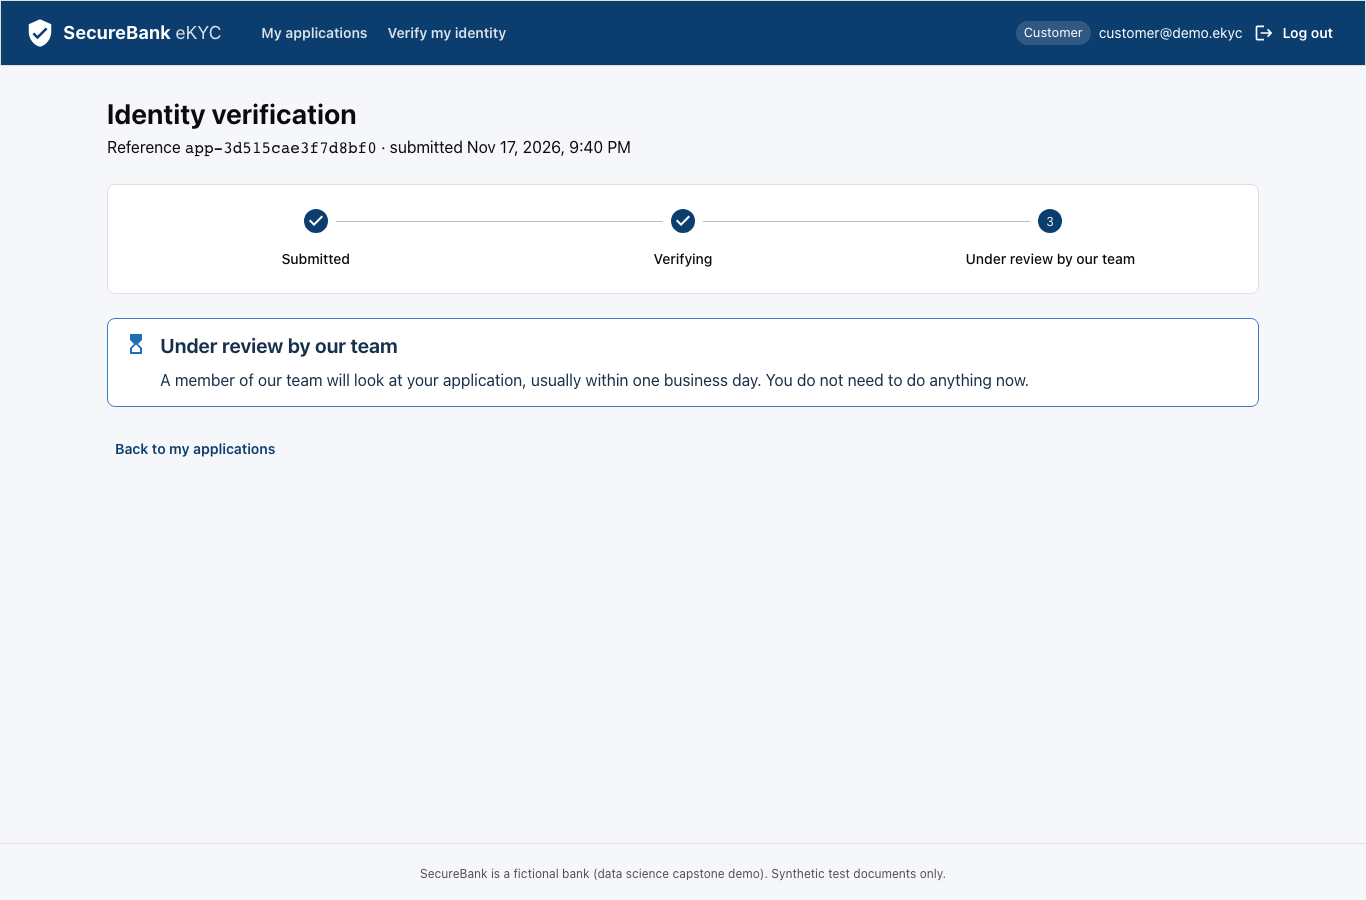 SecureBank eKYC My applications Verify my identity Customer customer@demo.ekyc Log out
Identity verification
Reference app-3d515cae3f7d8bf0 · submitted Nov 17, 2026, 9:40 PM
3
Submitted Verifying Under review by our team
Under review by our team
A member of our team will look at your application, usually within one business day. You do not need to do anything now.
Back to my applications
SecureBank is a fictional bank (data science capstone demo). Synthetic test documents only.